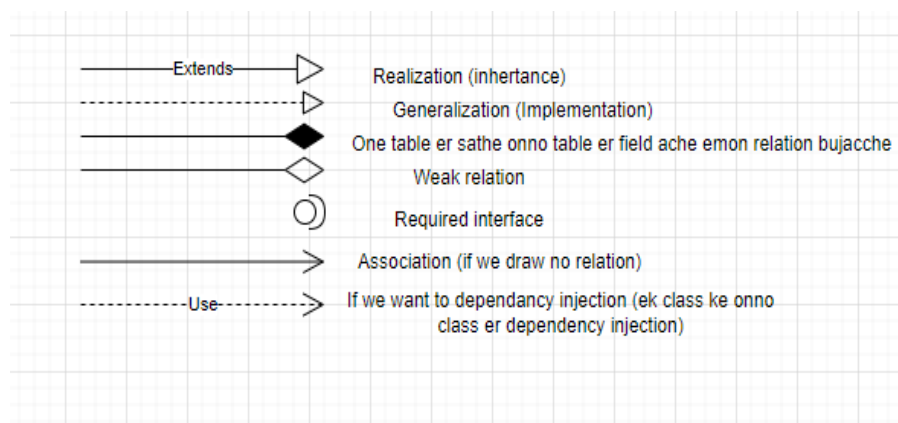 Extends
Realization (inhertance)
Generalization (Implementation)
One table er sathe onno table er field ache emon relation bujacche
Weak relation
Required interface
Association (if we draw no relation)
Use
If we want to dependancy injection (ek class ke onno
class er dependency injection)